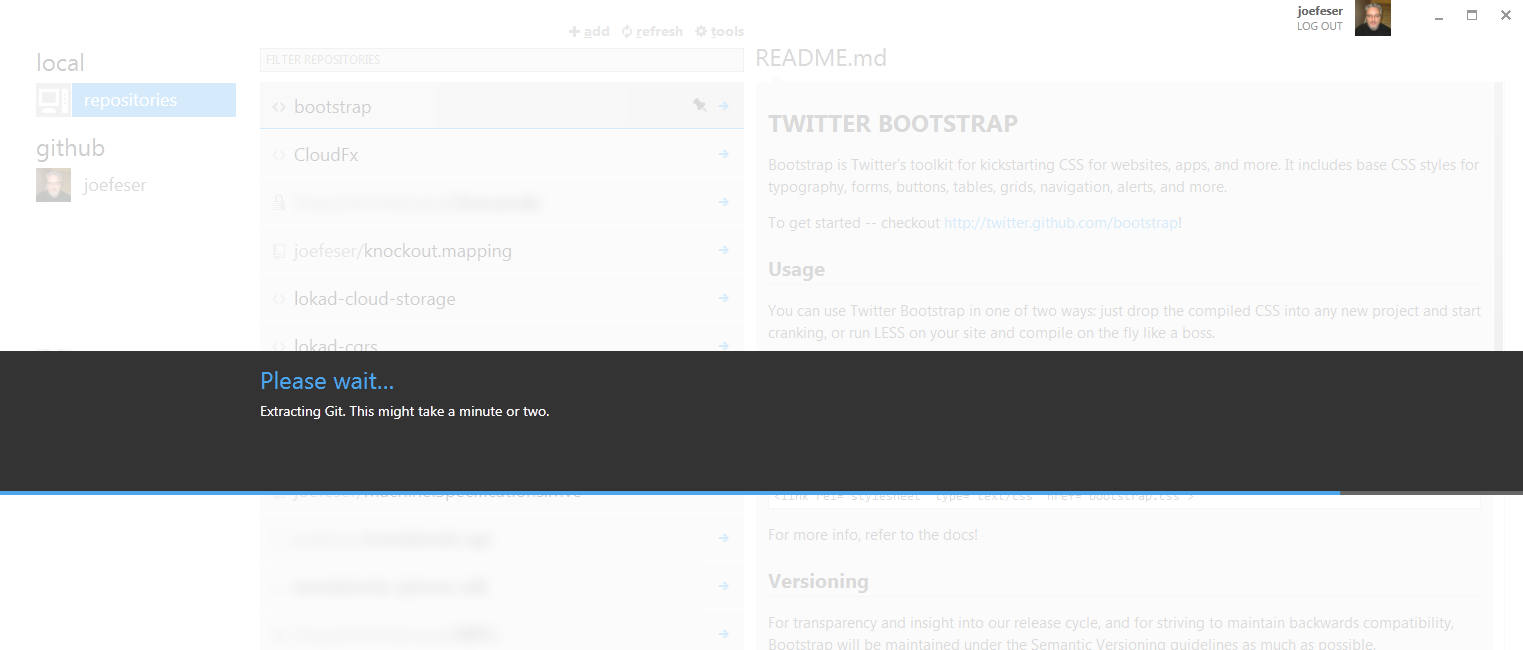 joefeser
LOG OUT
add refresh tools
local
repositories
github
joefeser
FILTER REPOSITORIES
bootstrap
CloudFx
joefeser/knockout.mapping
lokad-cloud-storage
lokad-cqrs
README.md
TWITTER BOOTSTRAP
Bootstrap is Twitter's toolkit for kickstarting CSS for websites, apps, and more. It includes base CSS styles for
typography, forms, buttons, tables, grids, navigation, alerts, and more.
To get started -- checkout http://twitter.github.com/bootstrap!
Usage
You can use Twitter Bootstrap in one of two ways: just drop the compiled CSS into any new project and start
cranking, or run LESS on your site and compile on the fly like a boss.
Please wait...
Extracting Git. This might take a minute or two.
<link rel="stylesheet" type="text/css" href="bootstrap.css">
For more info, refer to the docs!
Versioning
For transparency and insight into our release cycle, and for striving to maintain backwards compatibility,
Bootstrap will be maintained under the Semantic Versioning guidelines as much as possible.